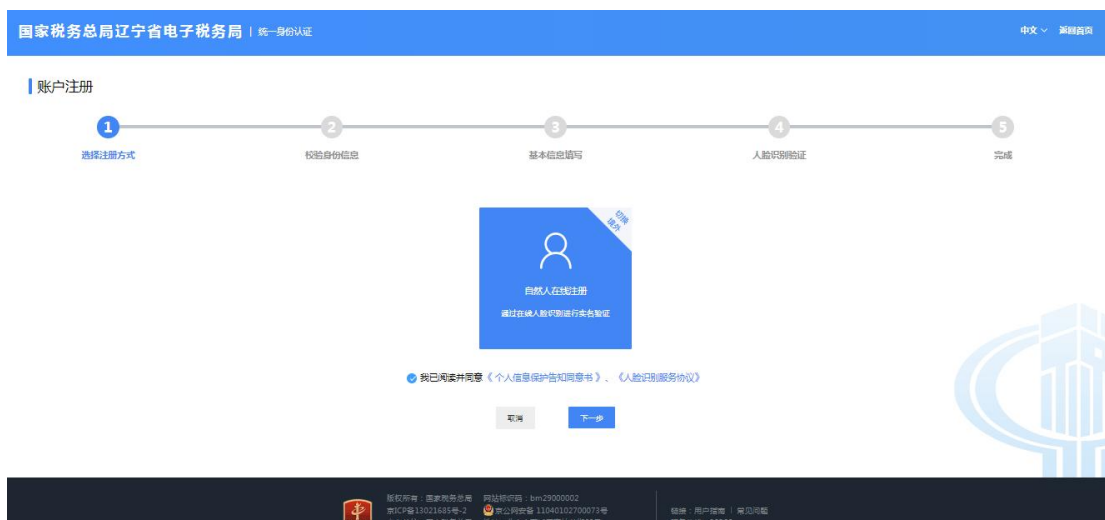 国家税务总局辽宁省电子税务局 | 统一身份认证
中文 返回首页
账户注册
1 2 3 4 5
选择注册方式 校验身份信息 基本信息填写 人脸识别验证 完成
切换
境外
自然人在线注册
通过在线人脸识别进行实名验证
我已阅读并同意《个人信息保护告知同意书》、《人脸识别服务协议》
取消 下一步
版权所有：国家税务总局 网站标识码：bm29000002
京ICP备13021685号-2 京公网安备 11040102700073号
链接：用户指南 | 常见问题